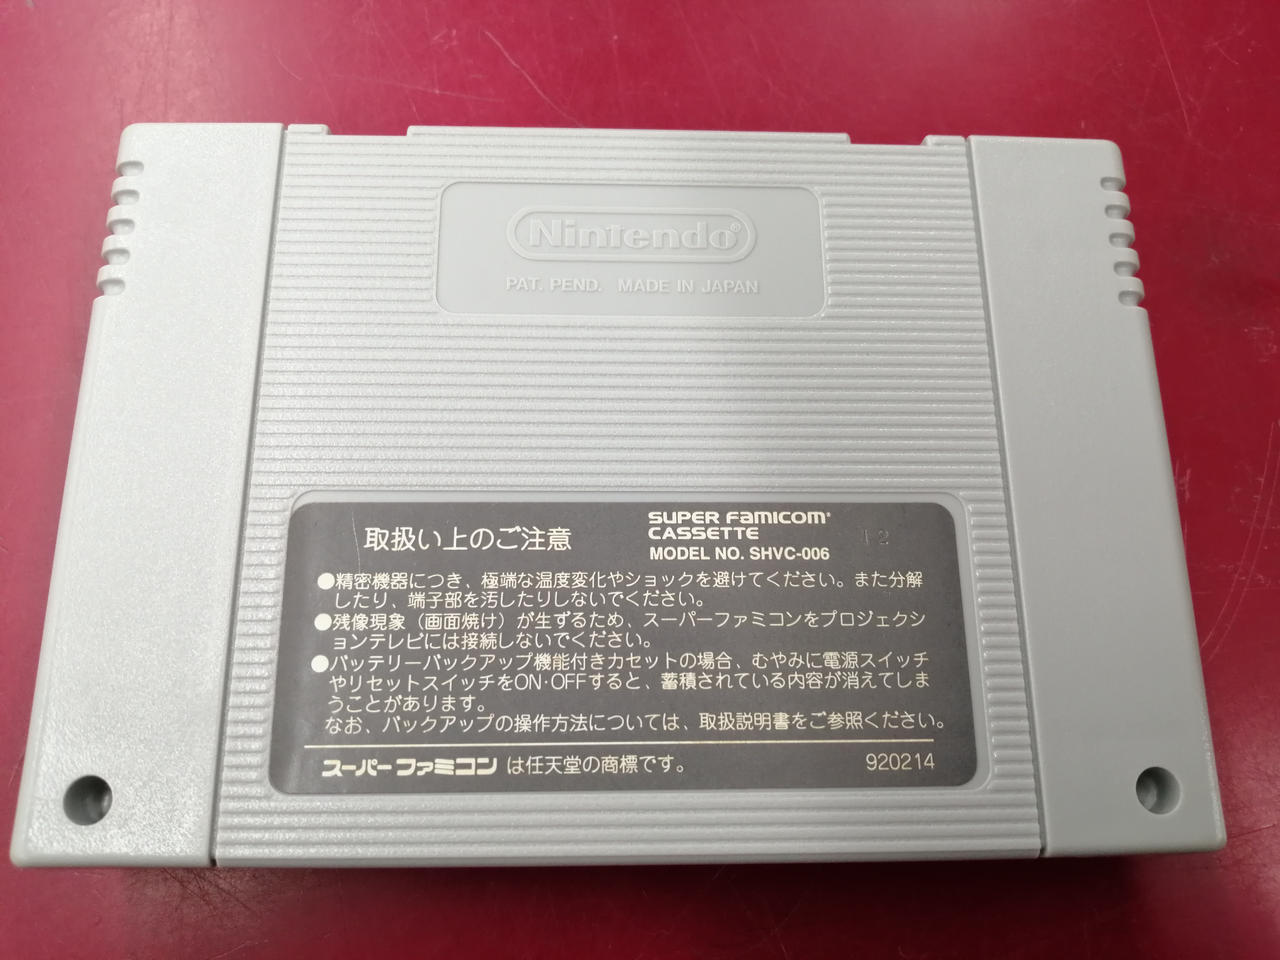 Nintendo®
PAT. PEND. MADE IN JAPAN
取扱い上のご注意
SUPER FAMICOM®
CASSETTE
MODEL NO. SHVC-006
12
●精密機器につき、極端な温度変化やショックを避けてください。また分解
したり、端子部を汚したりしないでください。
●残像現象（画面焼け）が生ずるため、スーパーファミコンをプロジェクシ
ョンテレビには接続しないでください。
●バッテリーバックアップ機能付きカセットの場合、むやみに電源スイッチ
やリセットスイッチをON·OFFすると、蓄積されている内容が消えてしま
うことがあります。
なお、バックアップの操作方法については、取扱説明書をご参照ください。
スーパーファミコン は任天堂の商標です。
920214